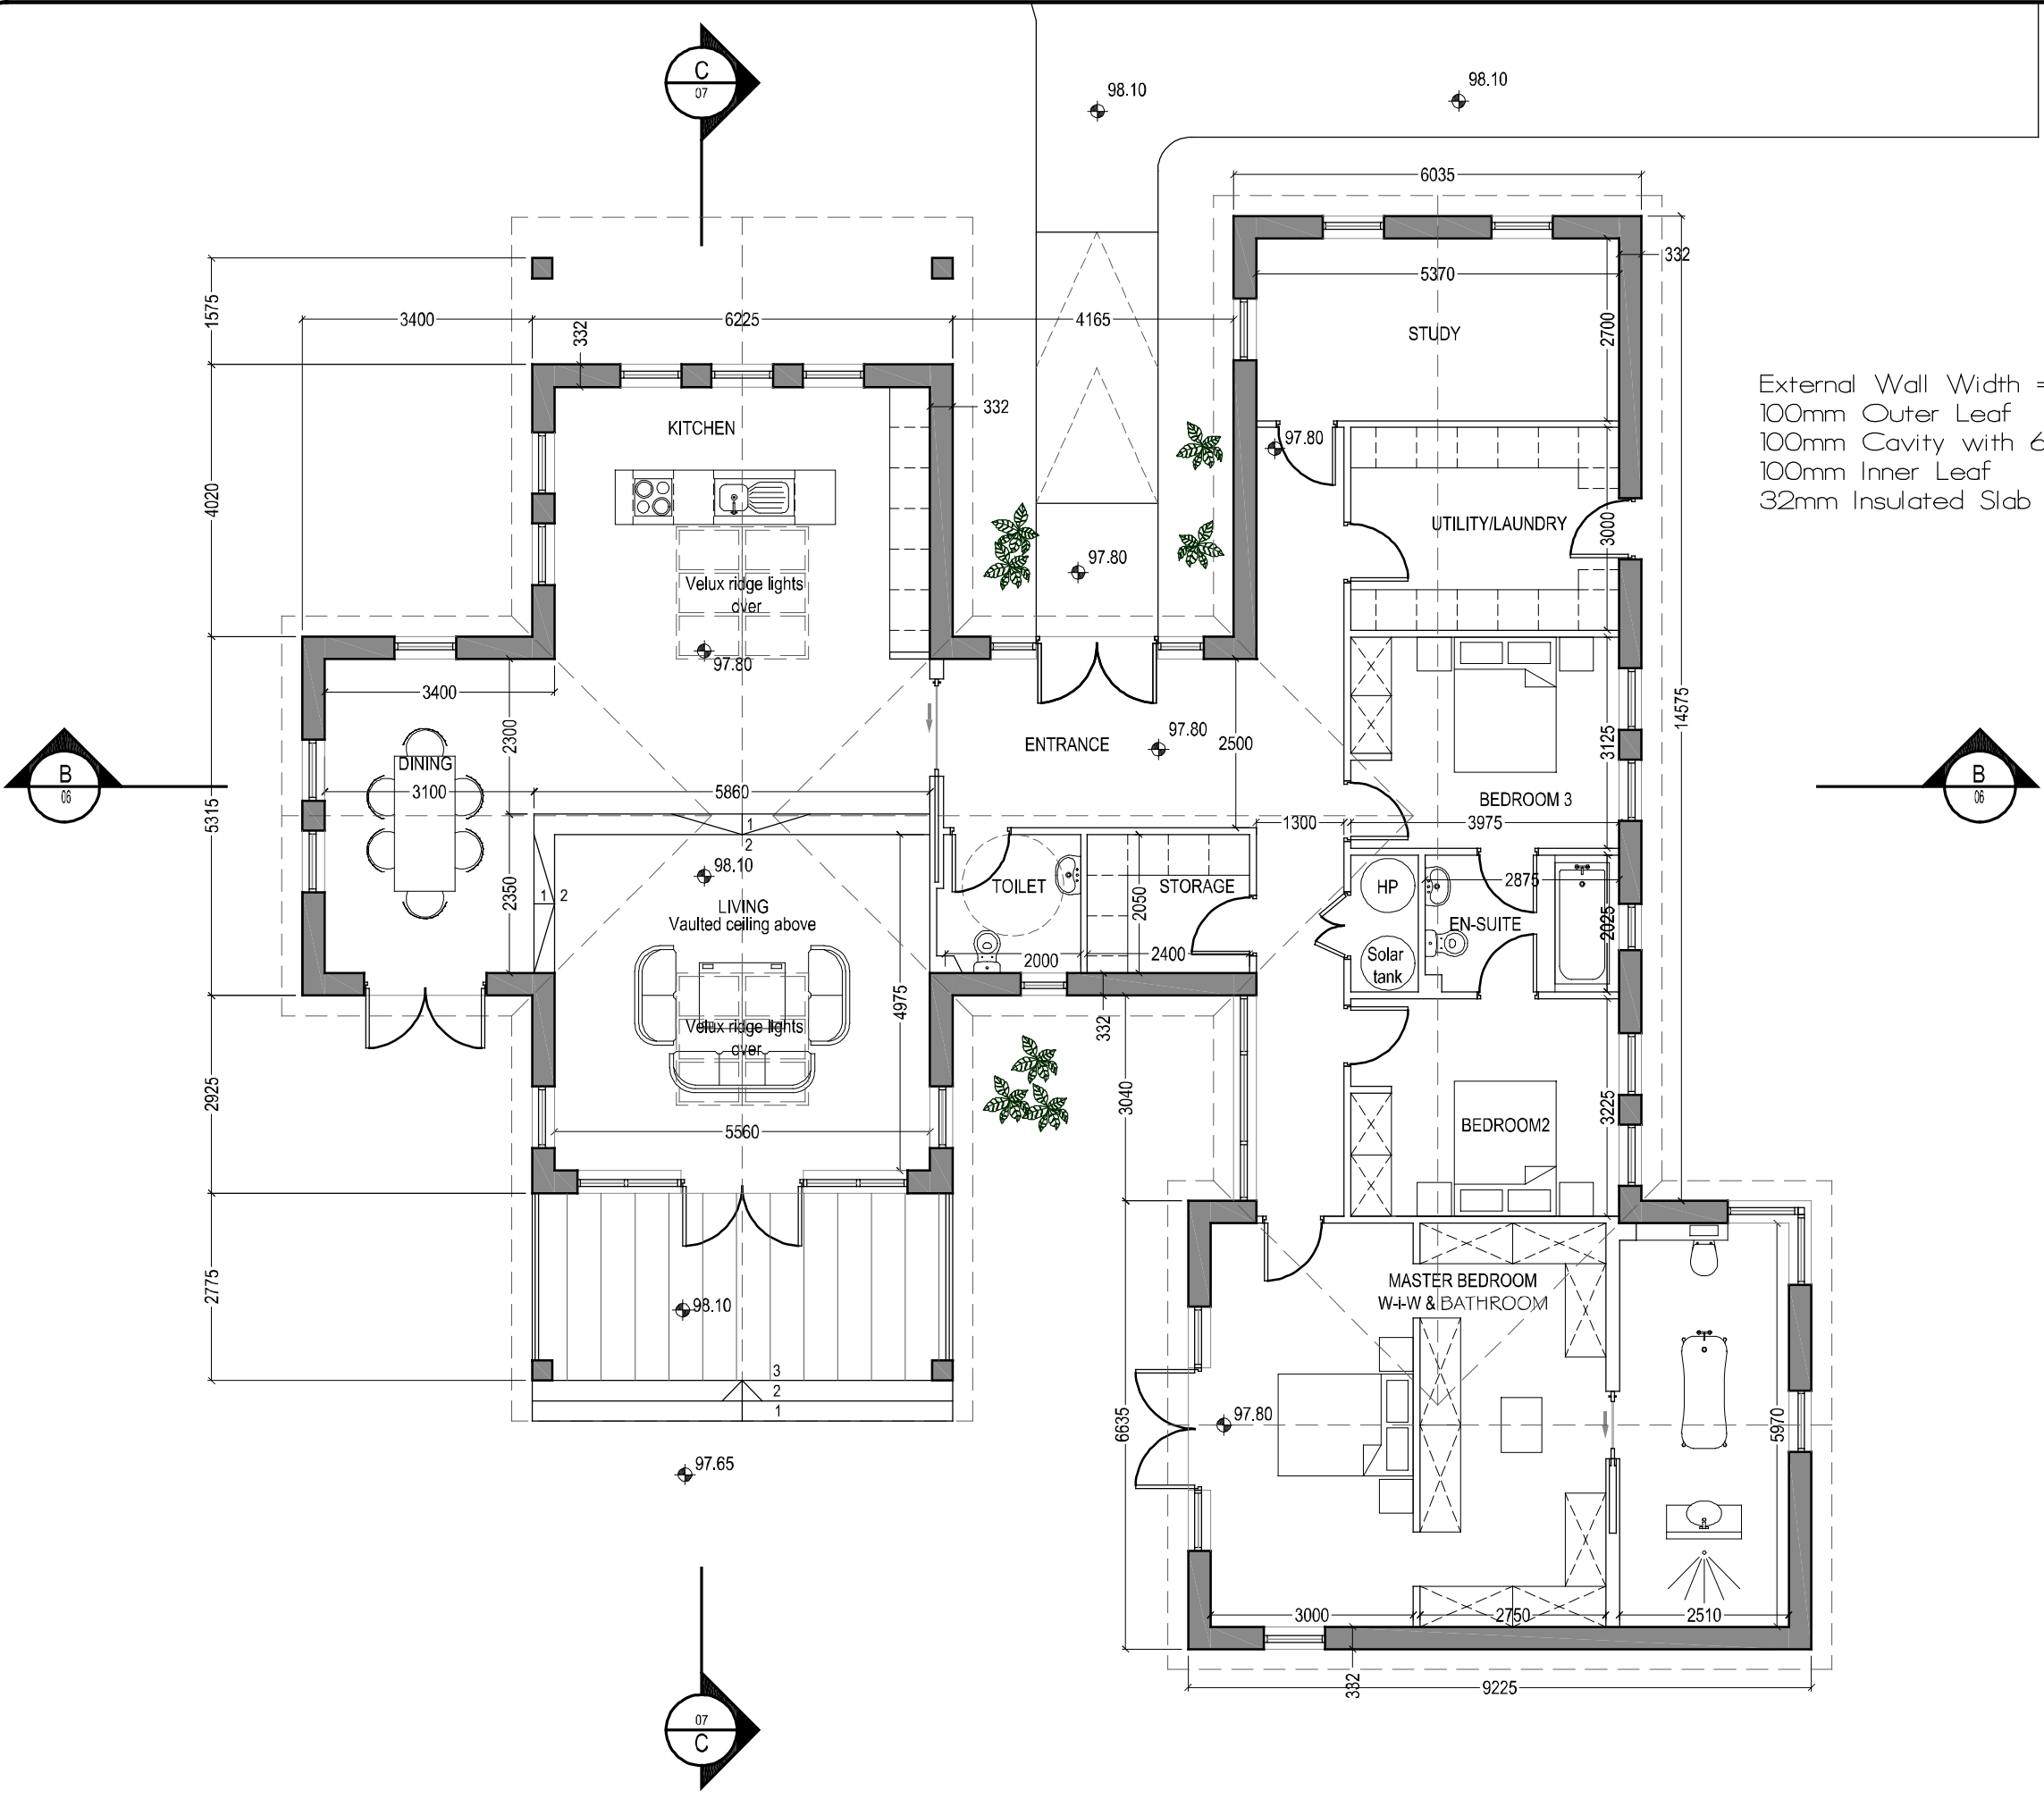 C
07
98.10
98.10
6035
332
5370
1575
3400
6225
4165
332
STUDY
2700
External Wall Width =
100mm Outer Leaf
100mm Cavity with 6
100mm Inner Leaf
32mm Insulated Slab
332
KITCHEN
97.80
4020
UTILITY/LAUNDRY
3000
97.80
Velux ridge lights
over
97.80
3400
14575
2300
ENTRANCE
97.80
2500
3125
B
06
DINING
3100
5860
BEDROOM 3
B
06
5315
1
2
1300
3975
98.10
TOILET
STORAGE
HP
2875
1 2
2350
LIVING
Vaulted ceiling above
2050
EN-SUITE
2025
2000
2400
Solar
tank
4975
Velux ridge lights
over
332
2925
3040
3225
5560
BEDROOM2
2775
98.10
MASTER BEDROOM
W-i-W & BATHROOM
3
2
1
6635
97.80
5970
97.65
3000
2750
2510
332
9225
07
C